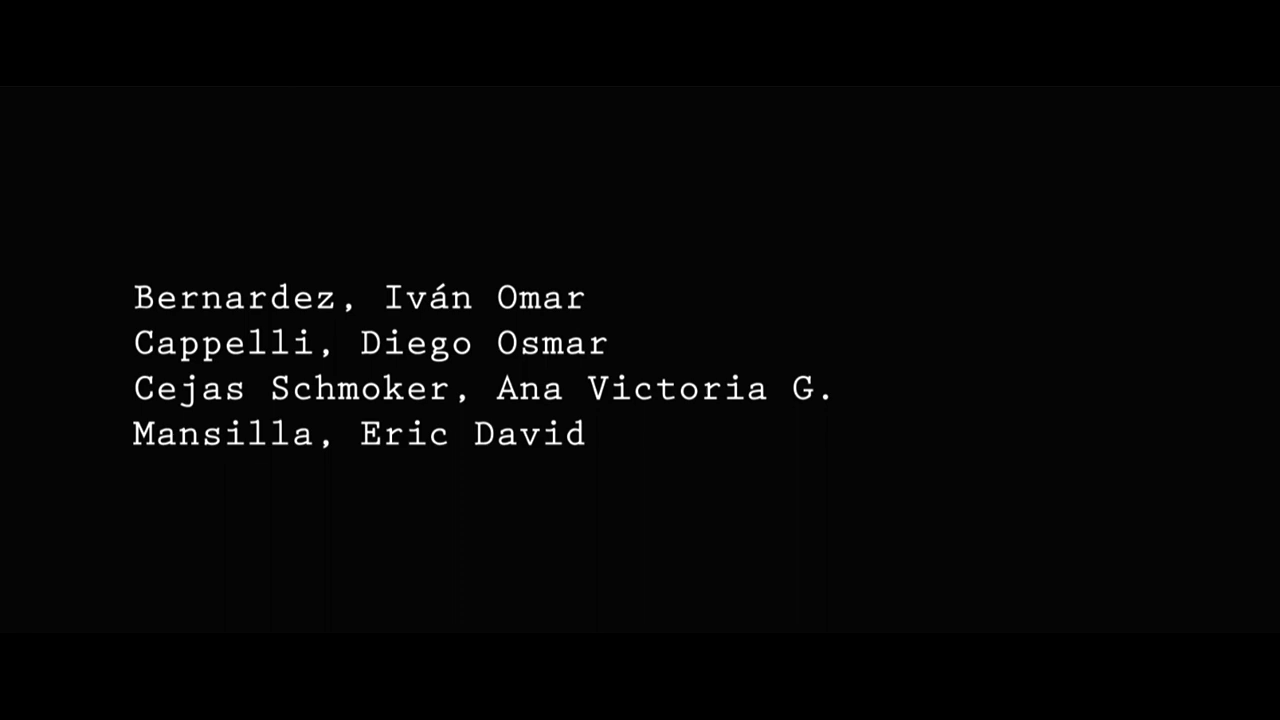 Bernardez, Iván Omar
Cappelli, Diego Osmar
Cejas Schmoker, Ana Victoria G.
Mansilla, Eric David